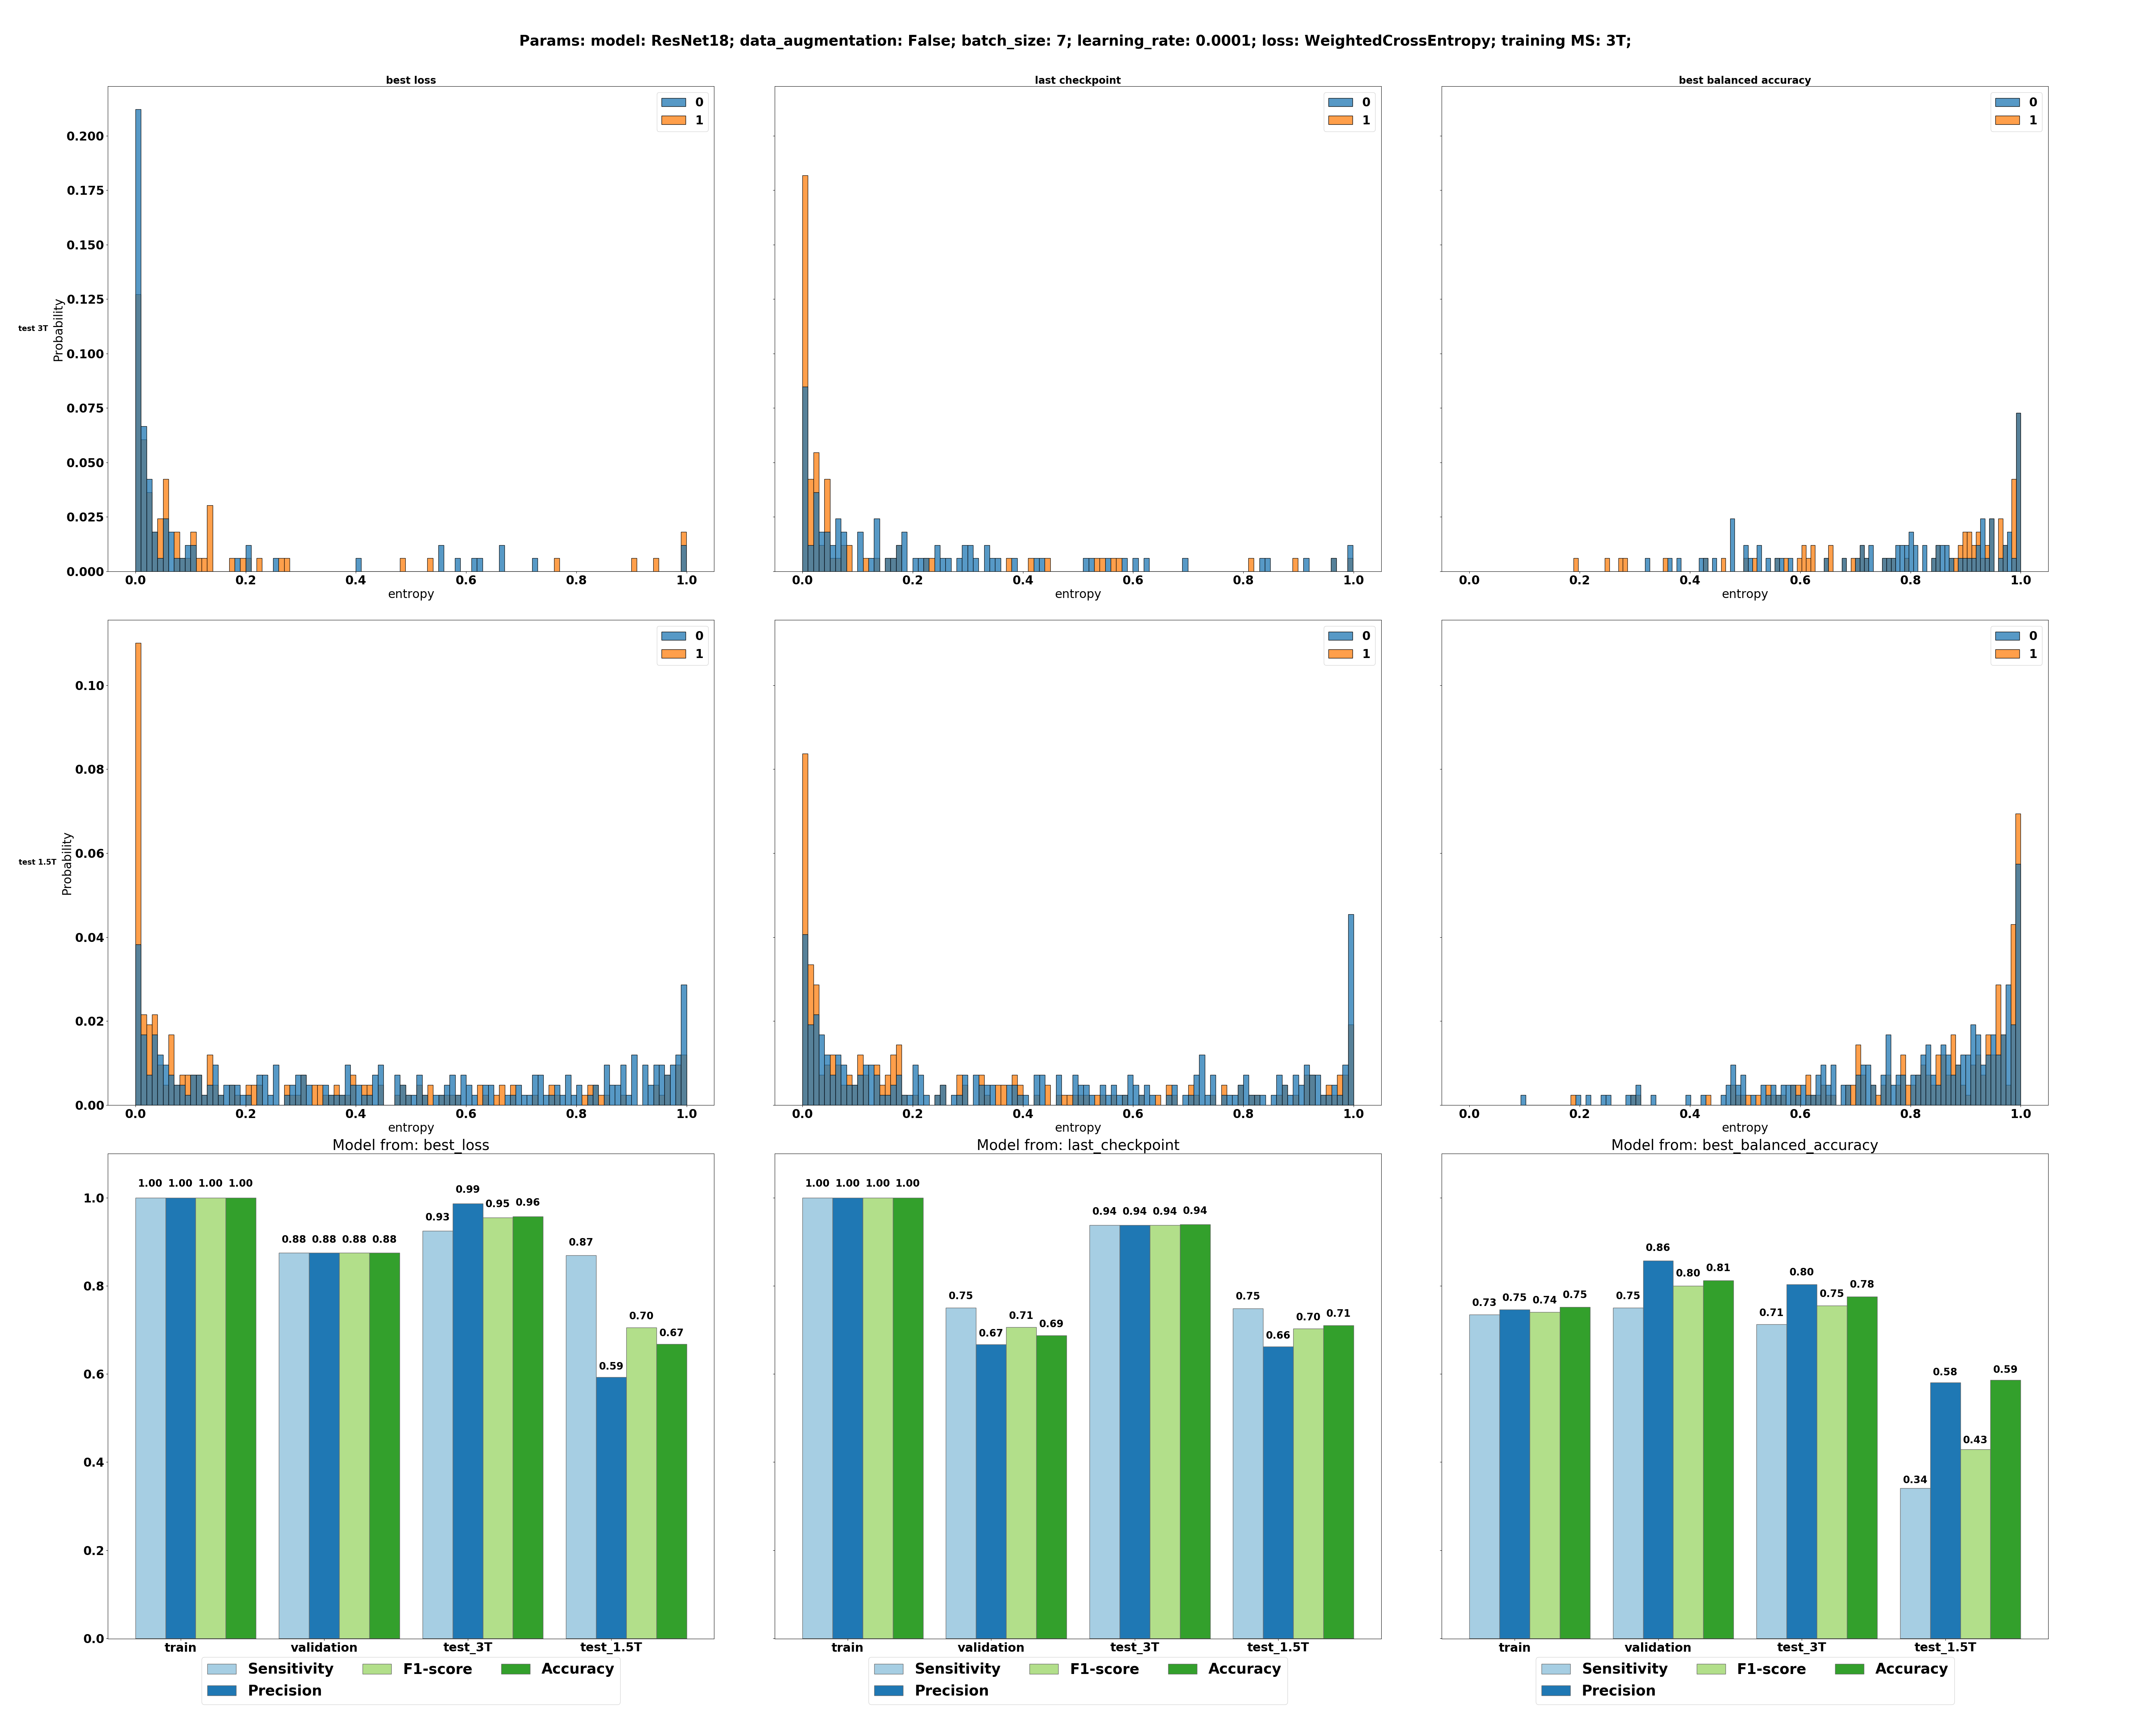 Params: model: ResNet18; data_augmentation: False; batch_size: 7; learning_rate: 0.0001; loss: WeightedCrossEntropy; training MS: 3T;
best loss
last checkpoint
best balanced accuracy
0
1
0
1
0
1
test 3T
Probability
0.200
0.175
0.150
0.125
0.100
0.075
0.050
0.025
0.000
0.0 0.2 0.4 0.6 0.8 1.0
0.0 0.2 0.4 0.6 0.8 1.0
0.0 0.2 0.4 0.6 0.8 1.0
entropy
entropy
entropy
0
1
0
1
0
1
test 1.5T
Probability
0.10
0.08
0.06
0.04
0.02
0.00
0.0 0.2 0.4 0.6 0.8 1.0
0.0 0.2 0.4 0.6 0.8 1.0
0.0 0.2 0.4 0.6 0.8 1.0
entropy
entropy
entropy
Model from: best_loss
1.0
0.8
0.6
0.4
0.2
0.0
1.00 1.00 1.00 1.00
0.88 0.88 0.88 0.88
0.93 0.99 0.95 0.96
0.87 0.59 0.70 0.67
train validation test_3T test_1.5T
Sensitivity F1-score Accuracy
Precision
Model from: last_checkpoint
1.00 1.00 1.00 1.00
0.75 0.67 0.71 0.69
0.94 0.94 0.94 0.94
0.75 0.66 0.70 0.71
train validation test_3T test_1.5T
Sensitivity F1-score Accuracy
Precision
Model from: best_balanced_accuracy
0.73 0.75 0.74 0.75
0.75 0.86 0.80 0.81
0.71 0.80 0.75 0.78
0.34 0.58 0.43 0.59
train validation test_3T test_1.5T
Sensitivity F1-score Accuracy
Precision